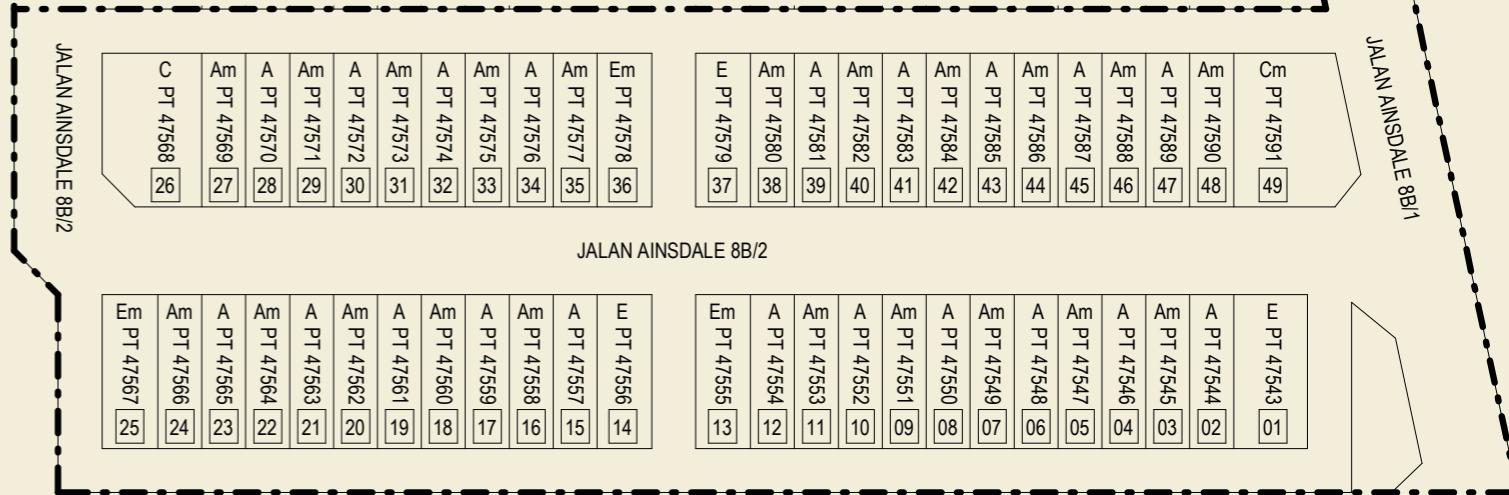 JALAN AINSDALE 8B/2
C PT 47568 26
Am PT 47569 27
A PT 47570 28
Am PT 47571 29
A PT 47572 30
Am PT 47573 31
A PT 47574 32
Am PT 47575 33
A PT 47576 34
Am PT 47577 35
Em PT 47578 36
E PT 47579 37
Am PT 47580 38
A PT 47581 39
Am PT 47582 40
A PT 47583 41
Am PT 47584 42
A PT 47585 43
Am PT 47586 44
A PT 47587 45
Am PT 47588 46
A PT 47589 47
Am PT 47590 48
Cm PT 47591 49
JALAN AINSDALE 8B/1
JALAN AINSDALE 8B/2
Em PT 47567 25
Am PT 47566 24
A PT 47565 23
Am PT 47564 22
A PT 47563 21
Am PT 47562 20
A PT 47561 19
Am PT 47560 18
A PT 47559 17
Am PT 47558 16
A PT 47557 15
E PT 47556 14
Em PT 47555 13
A PT 47554 12
Am PT 47553 11
A PT 47552 10
Am PT 47551 09
A PT 47550 08
Am PT 47549 07
A PT 47548 06
Am PT 47547 05
A PT 47546 04
Am PT 47545 03
A PT 47544 02
E PT 47543 01